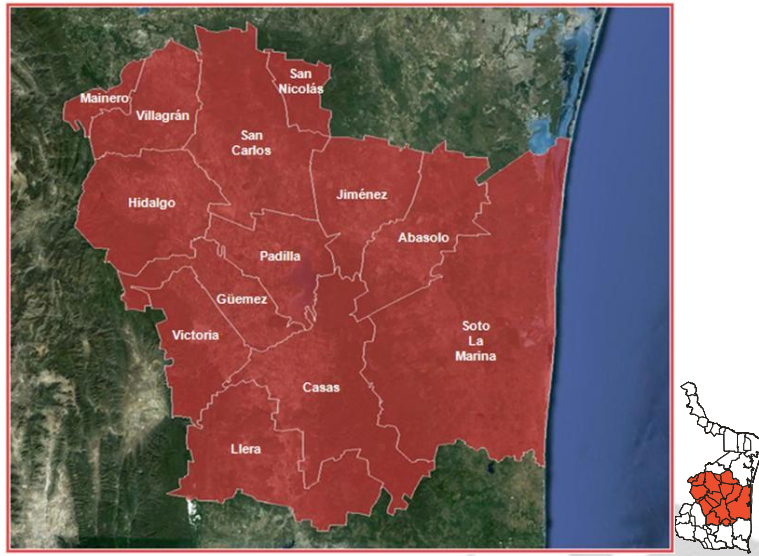 San
Nicolás
Mainero
Villagrán
San
Carlos
Hidalgo
Jiménez
Abasolo
Padilla
Güemez
Victoria
Soto
La
Marina
Casas
Llera